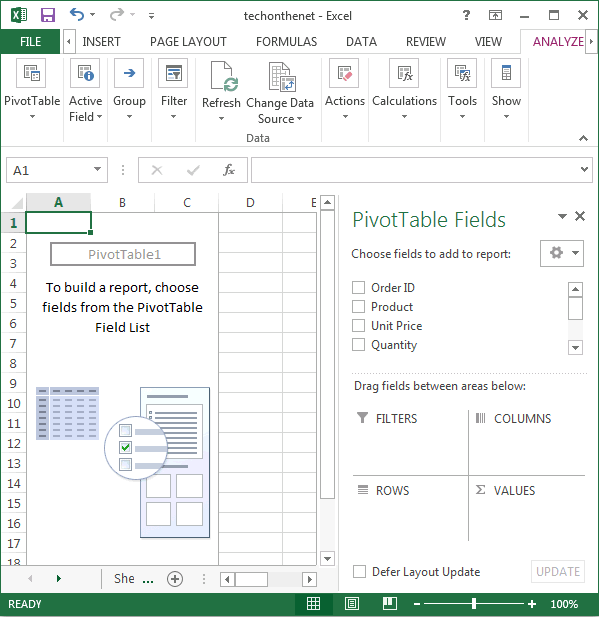 techonthenet - Excel
FILE INSERT PAGE LAYOUT FORMULAS DATA REVIEW VIEW ANALYZE
PivotTable Active Field Group Filter Refresh Change Data Source Actions Calculations Tools Show
Data
A1 fx
A B C D E
1
2
3
4
5
6
7
8
9
10
11
12
13
14
15
16
17
18
PivotTable1
To build a report, choose
fields from the PivotTable
Field List
PivotTable Fields
Choose fields to add to report:
Order ID
Product
Unit Price
Quantity
Drag fields between areas below:
FILTERS COLUMNS
ROWS Σ VALUES
Defer Layout Update UPDATE
She ...
READY 100%